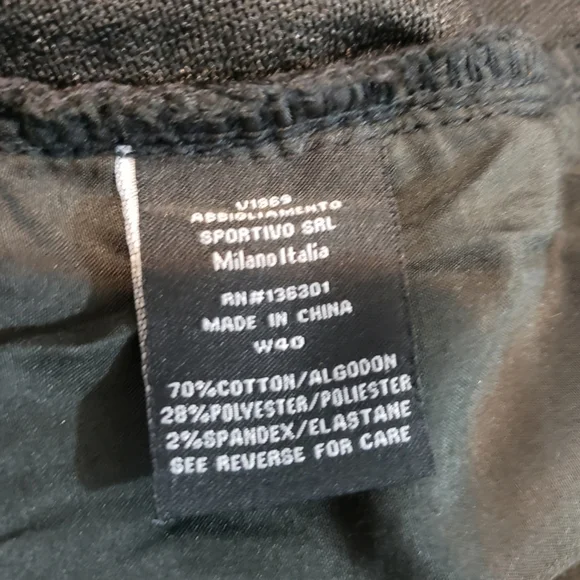 V1969
ABBIGLIAMENTO
SPORTIVO SRL
Milano Italia
RN#136301
MADE IN CHINA
W40
70%COTTON/ALGODON
28%POLYESTER/POLIESTER
2%SPANDEX/ELASTANE
SEE REVERSE FOR CARE